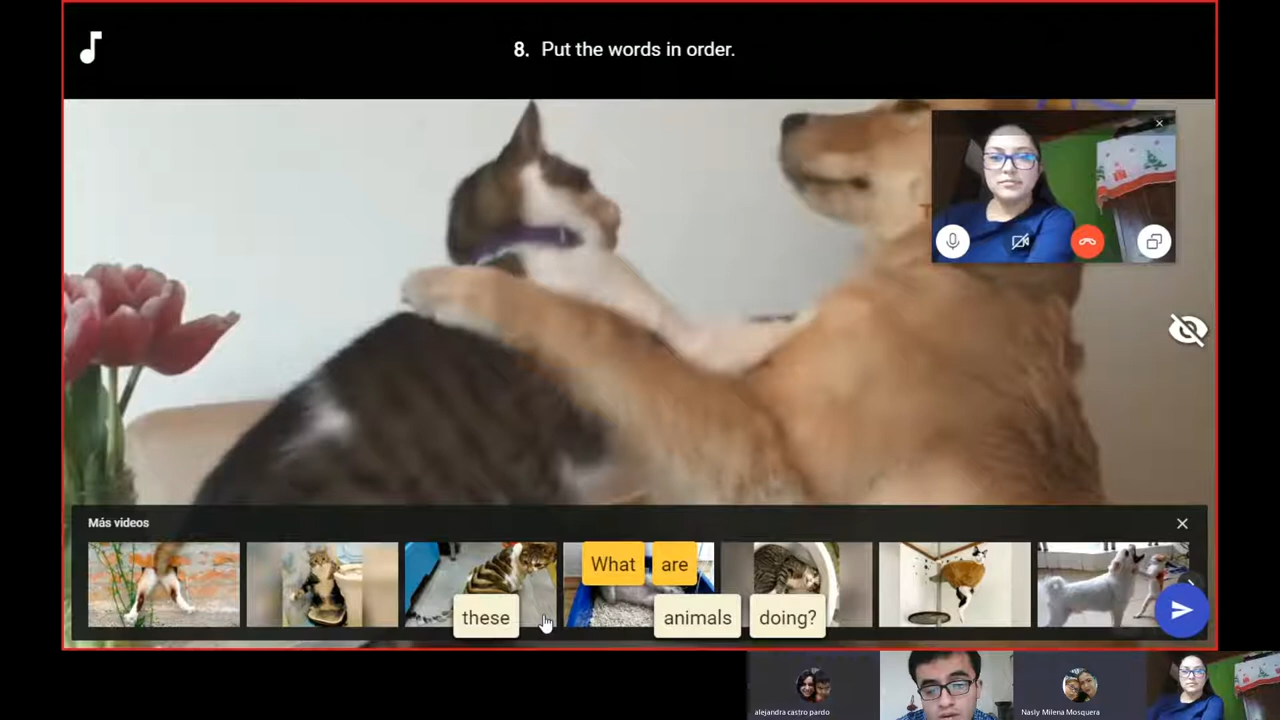 8. Put the words in order.
Más videos
What are
these animals doing?
alejandra castro pardo
Nasly Milena Mosquera